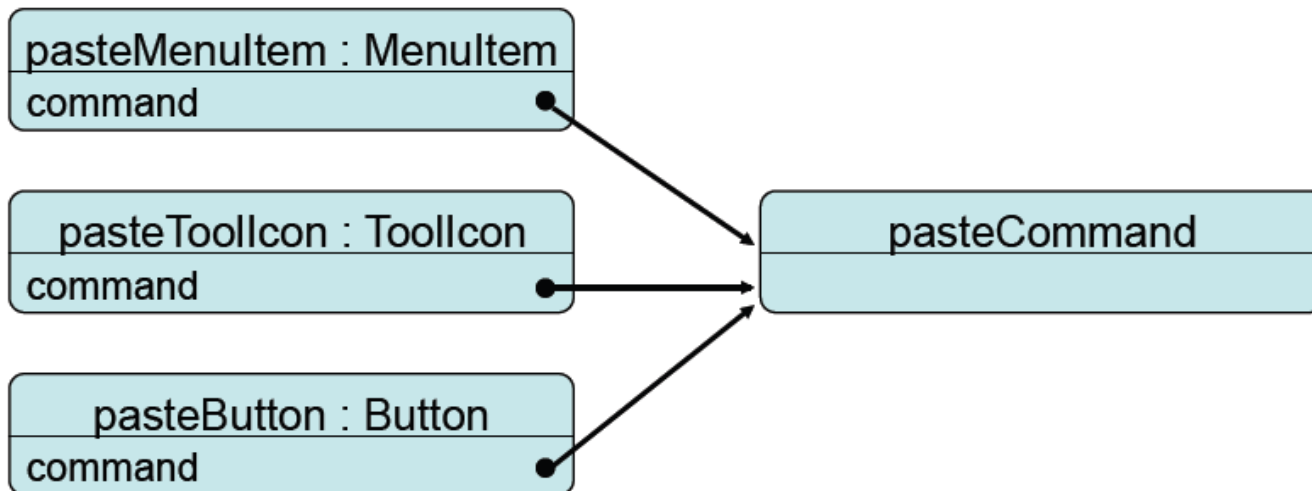 pasteMenuItem : MenuItem
command
pasteToolIcon : ToolIcon
command
pasteCommand
pasteButton : Button
command